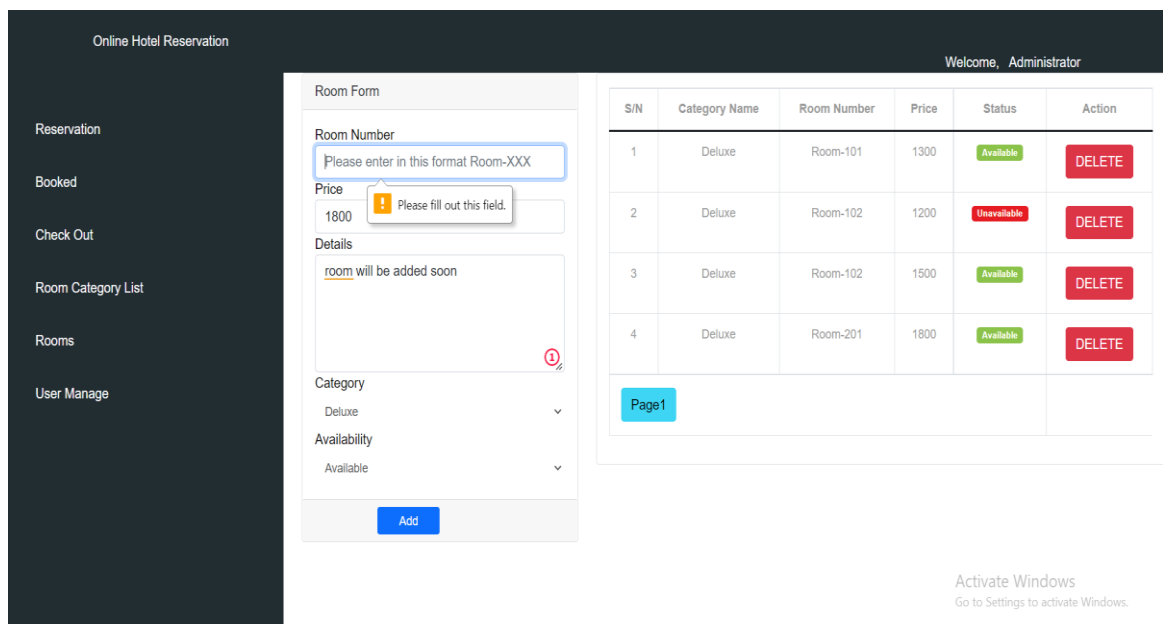 Online Hotel Reservation
Welcome, Administrator
Reservation
Booked
Check Out
Room Category List
Rooms
User Manage
Room Form
Room Number
Please enter in this format Room-XXX
Price
Please fill out this field.
1800
Details
room will be added soon
1
Category
Deluxe
Availability
Available
Add
S/N Category Name Room Number Price Status Action
1 Deluxe Room-101 1300 Available DELETE
2 Deluxe Room-102 1200 Unavailable DELETE
3 Deluxe Room-102 1500 Available DELETE
4 Deluxe Room-201 1800 Available DELETE
Page1
Activate Windows
Go to Settings to activate Windows.